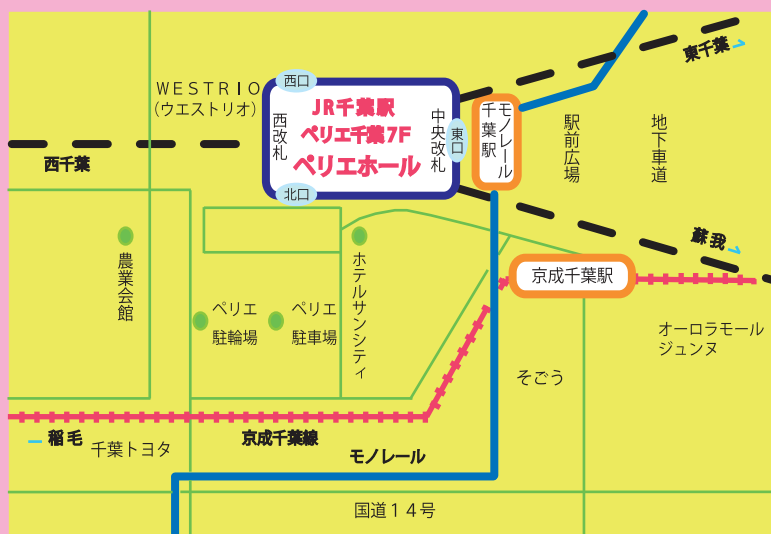 東千葉
WESTRIO
(ウエストリオ)
西口
JR千葉駅
ペリエ千葉7F
ペリエホール
西改札
中央改札
東口
北口
モノレール
千葉駅
駅前広場
地下車道
西千葉
蘇我
農業会館
ホテルサンシティ
京成千葉駅
ペリエ
駐輪場
ペリエ
駐車場
オーロラモール
ジュンヌ
そごう
稲毛
千葉トヨタ
京成千葉線
モノレール
国道14号